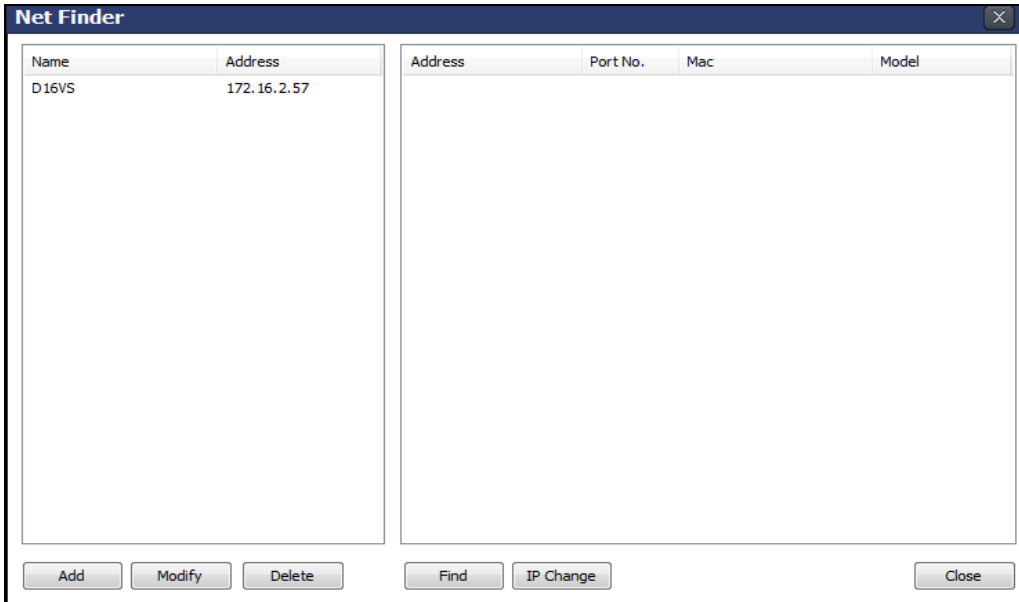 Net Finder
Name Address Address Port No. Mac Model
D16VS 172.16.2.57
Add Modify Delete Find IP Change Close